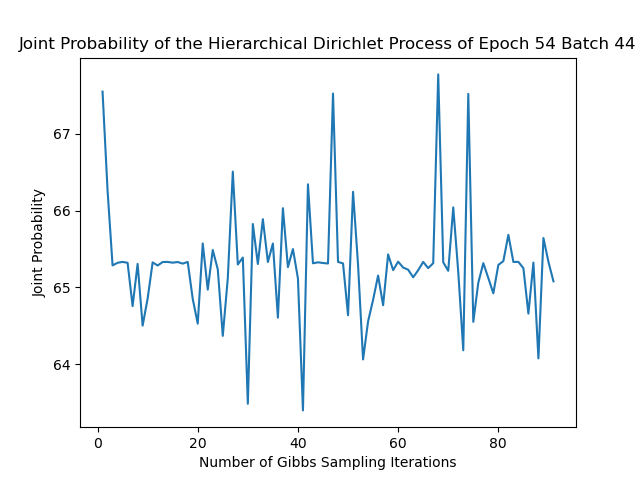 Joint Probability of the Hierarchical Dirichlet Process of Epoch 54 Batch 44
67
66
65
64
Joint Probability
0 20 40 60 80
Number of Gibbs Sampling Iterations